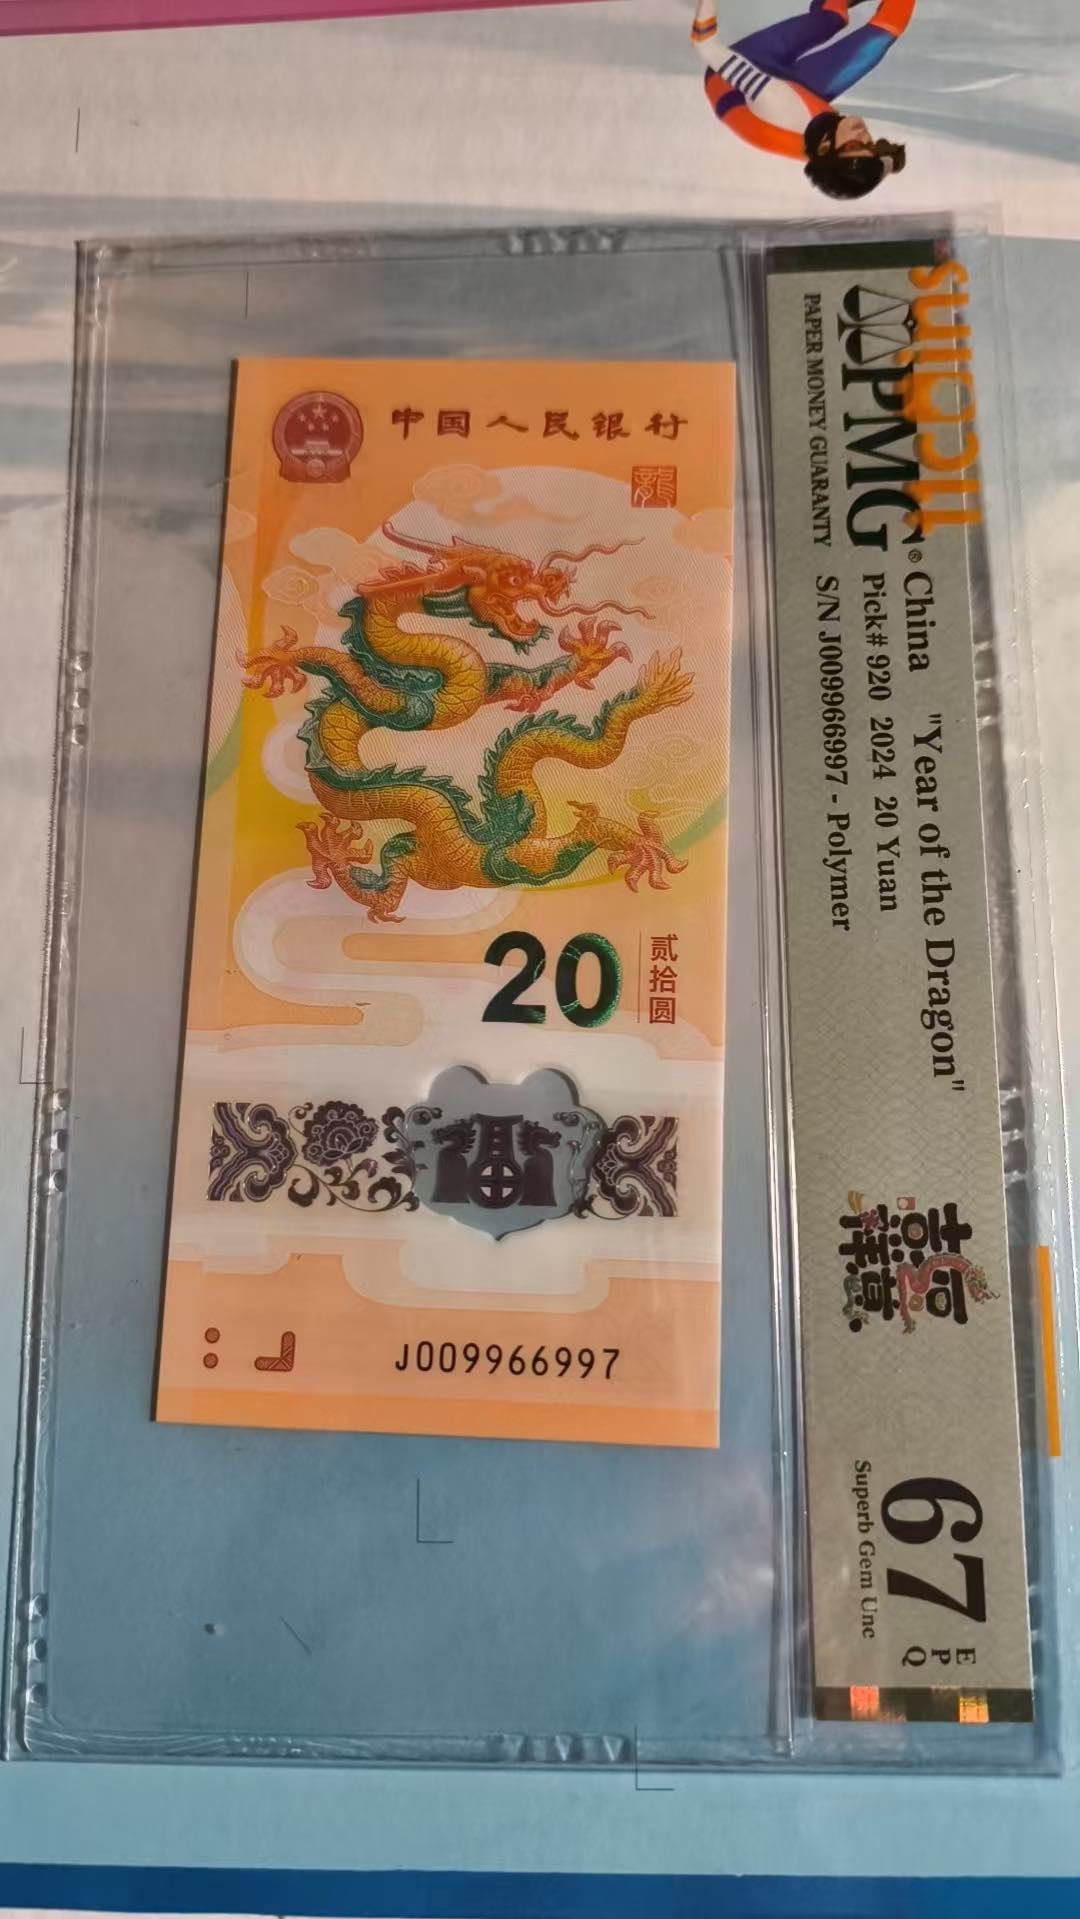 中国人民银行
龍
20
贰拾圆
J009966997
PMG®
PAPER MONEY GUARANTY
China "Year of the Dragon"
Pick# 920 2024 20 Yuan
S/N J009966997 - Polymer
67 EPQ
Superb Gem Unc